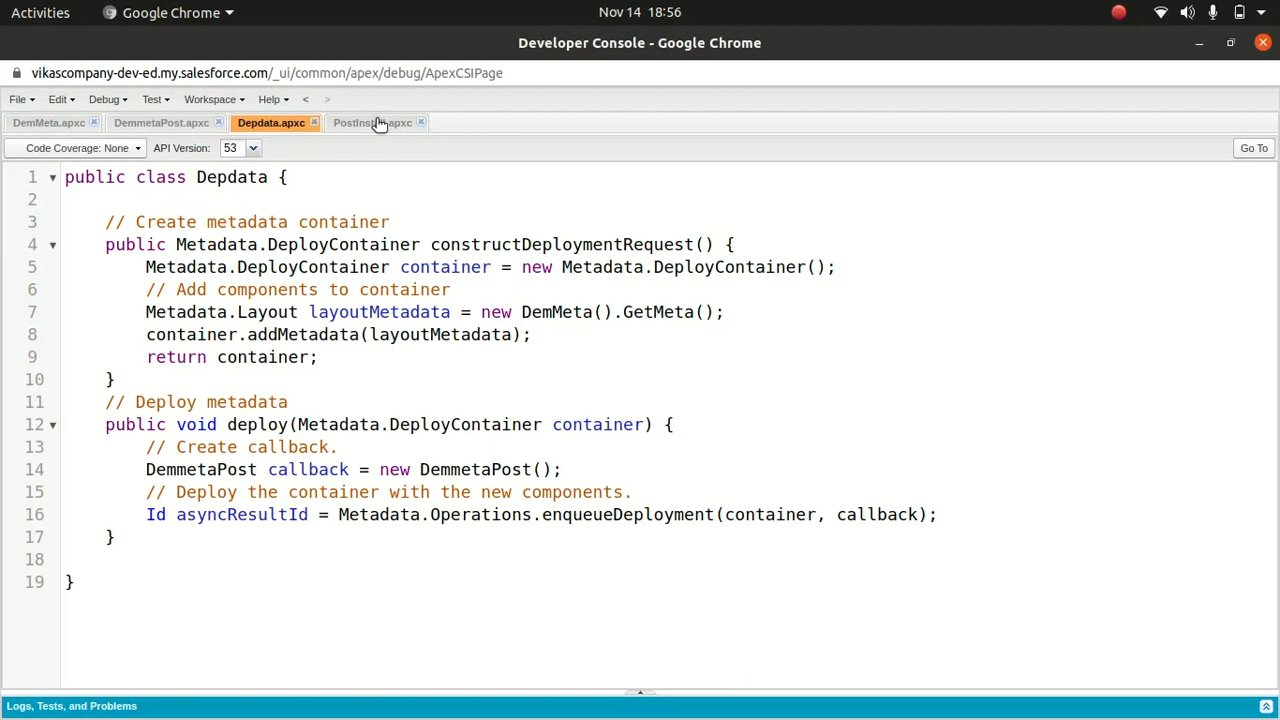 Activities Google Chrome Nov 14 18:56
Developer Console - Google Chrome
vikascompany-dev-ed.my.salesforce.com/_ui/common/apex/debug/ApexCSIPage
File Edit Debug Test Workspace Help < >
DemMeta.apxc DemmetaPost.apxc Depdata.apxc
Code Coverage: None API Version: 53 Go To
1 public class Depdata {
2
3 // Create metadata container
4 public Metadata.DeployContainer constructDeploymentRequest() {
5 Metadata.DeployContainer container = new Metadata.DeployContainer();
6 // Add components to container
7 Metadata.Layout layoutMetadata = new DemMeta().GetMeta();
8 container.addMetadata(layoutMetadata);
9 return container;
10 }
11 // Deploy metadata
12 public void deploy(Metadata.DeployContainer container) {
13 // Create callback.
14 DemmetaPost callback = new DemmetaPost();
15 // Deploy the container with the new components.
16 Id asyncResultId = Metadata.Operations.enqueueDeployment(container, callback);
17 }
18
19 }
Logs, Tests, and Problems